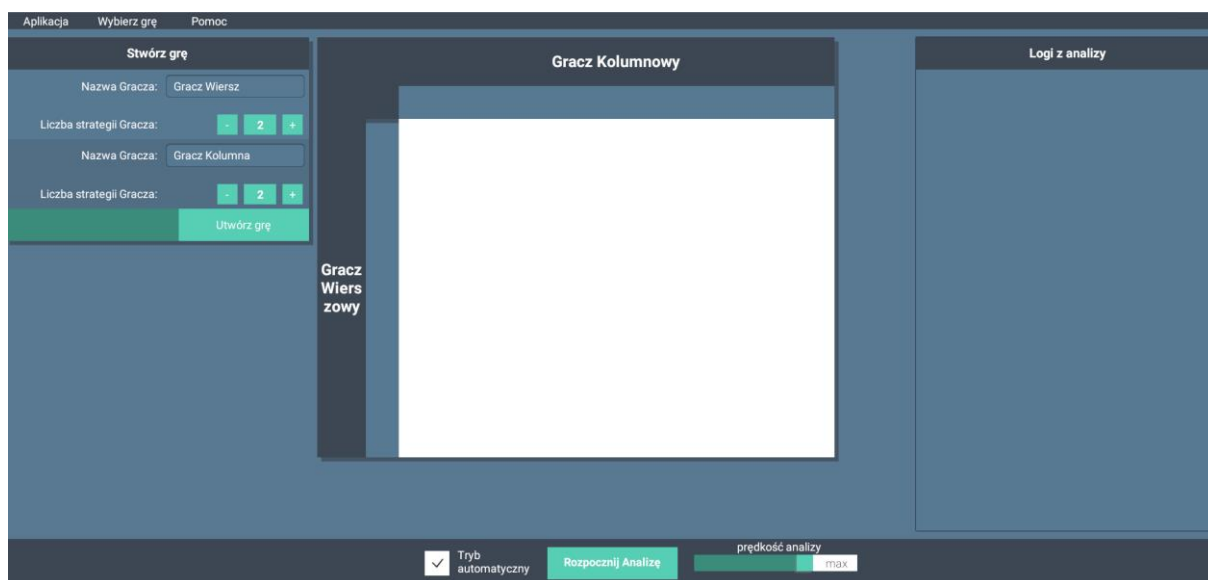 Aplikacja Wybierz grę Pomoc
Stwórz grę
Nazwa Gracza: Gracz Wiersz
Liczba strategii Gracza: - 2 +
Nazwa Gracza: Gracz Kolumna
Liczba strategii Gracza: - 2 +
Utwórz grę
Gracz Kolumnowy
Gracz
Wiers
zowy
Logi z analizy
Tryb
automatyczny
Rozpocznij Analizę
prędkość analizy
max